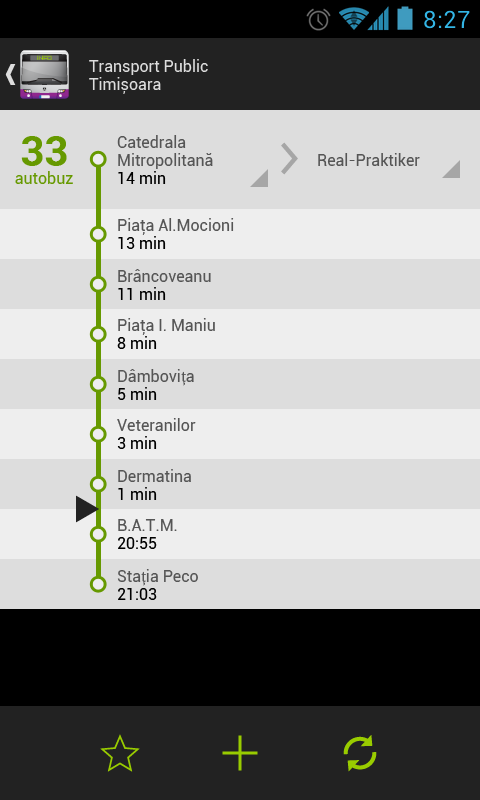 8:27
Transport Public
Timișoara
33
autobuz
Catedrala
Mitropolitană
14 min
Real-Praktiker
Piața Al.Mocioni
13 min
Brâncoveanu
11 min
Piața I. Maniu
8 min
Dâmbovița
5 min
Veteranilor
3 min
Dermatina
1 min
B.A.T.M.
20:55
Stația Peco
21:03